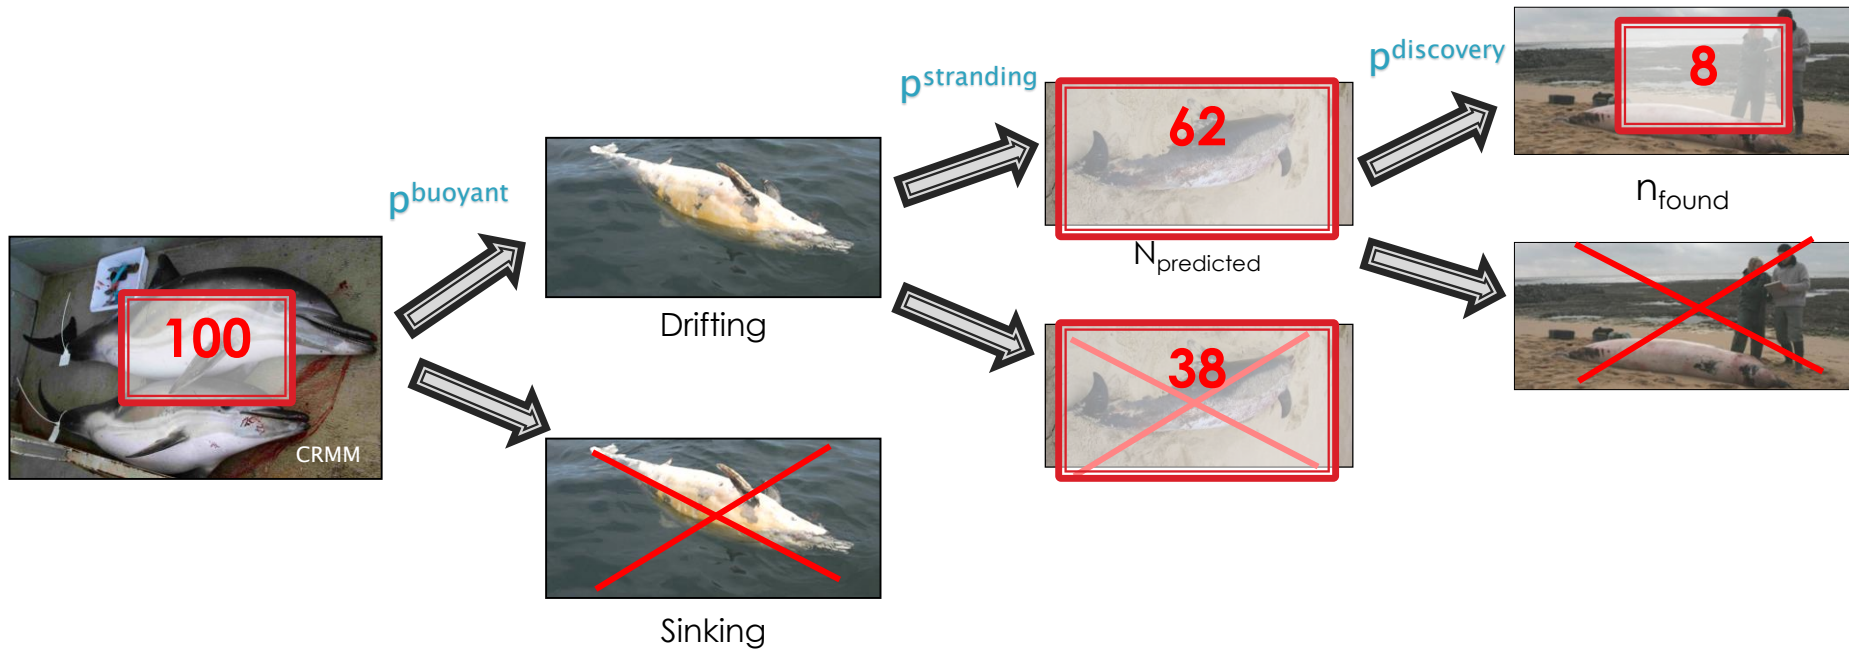 p^buoyant
100
CRMM
Drifting
Sinking
p^stranding
62
N_predicted
38
p^discovery
8
n_found